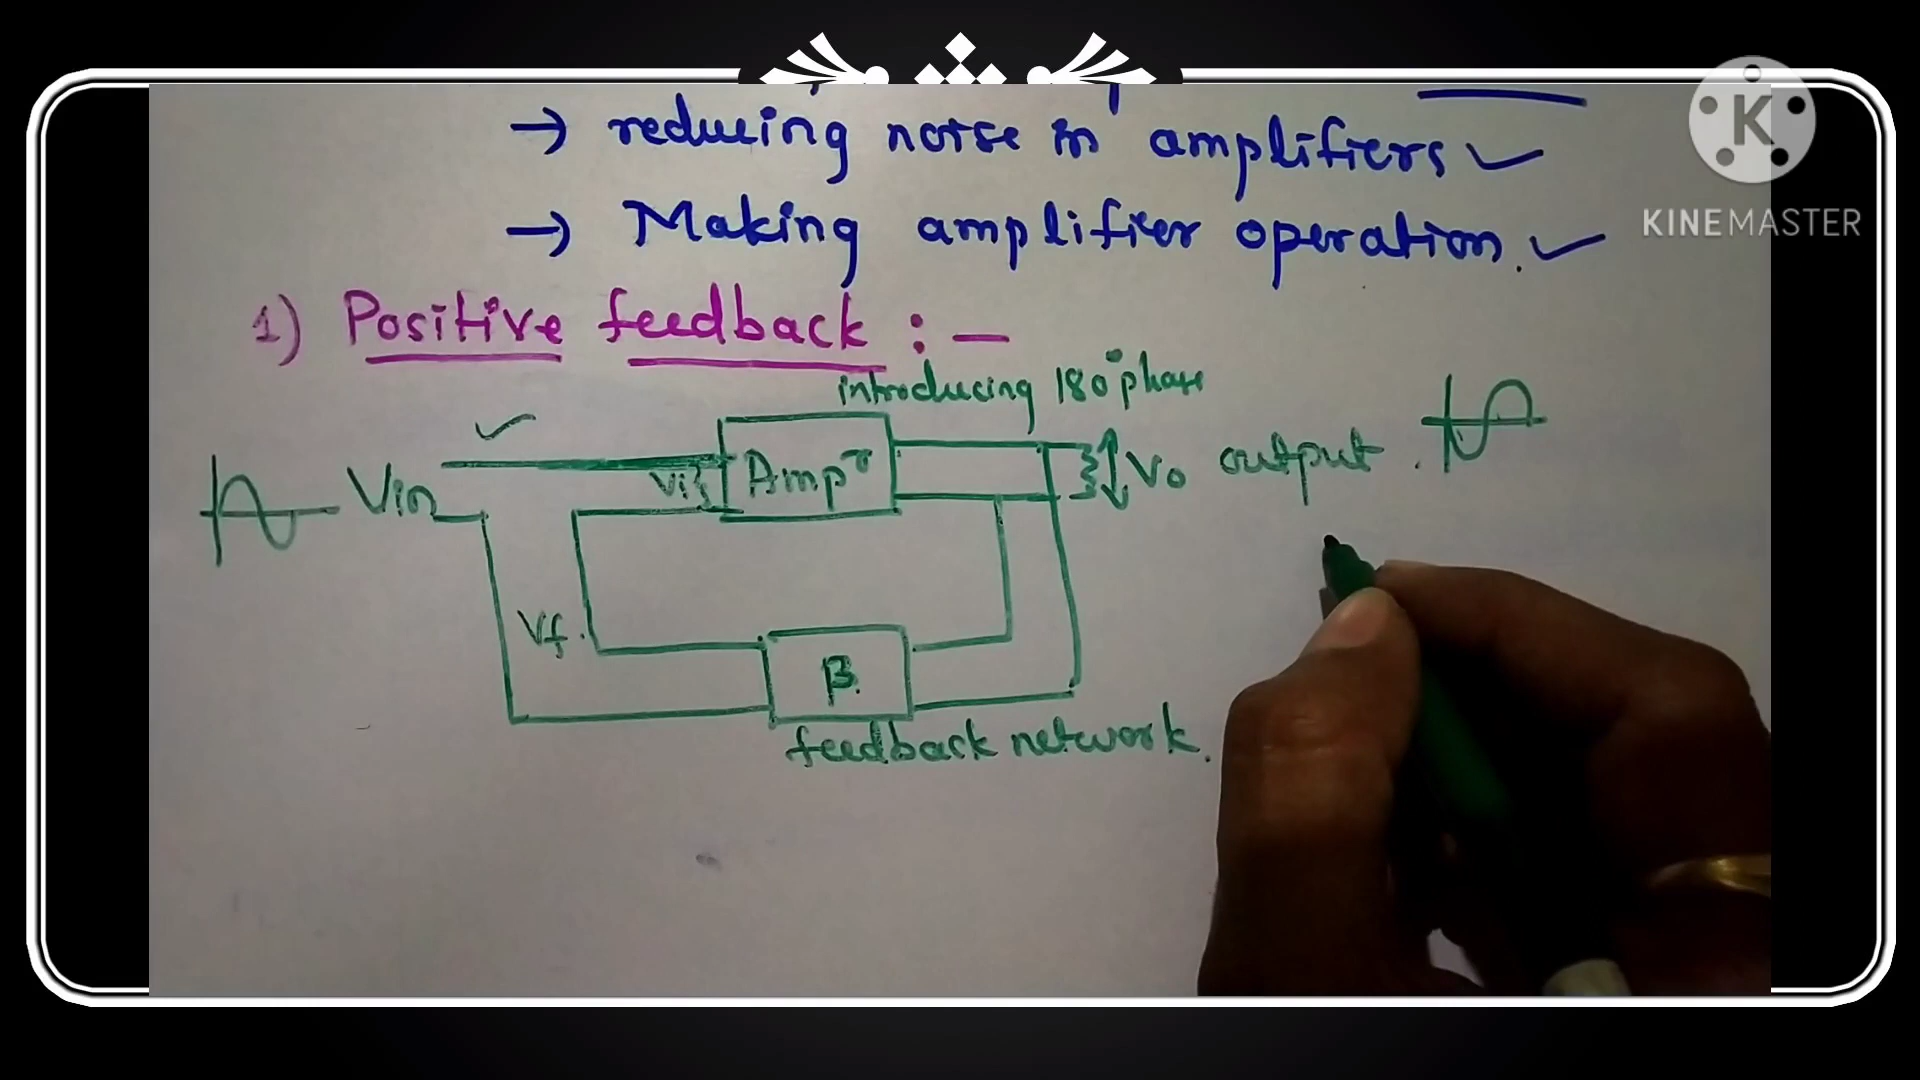 → reducing noise in amplifiers ✓
→ Making amplifier operation. ✓
K
KINEMASTER
1) Positive feedback : —
introducing 180° phase
Vin
Vi
Ampr
Vo output.
Vf.
β.
feedback network.